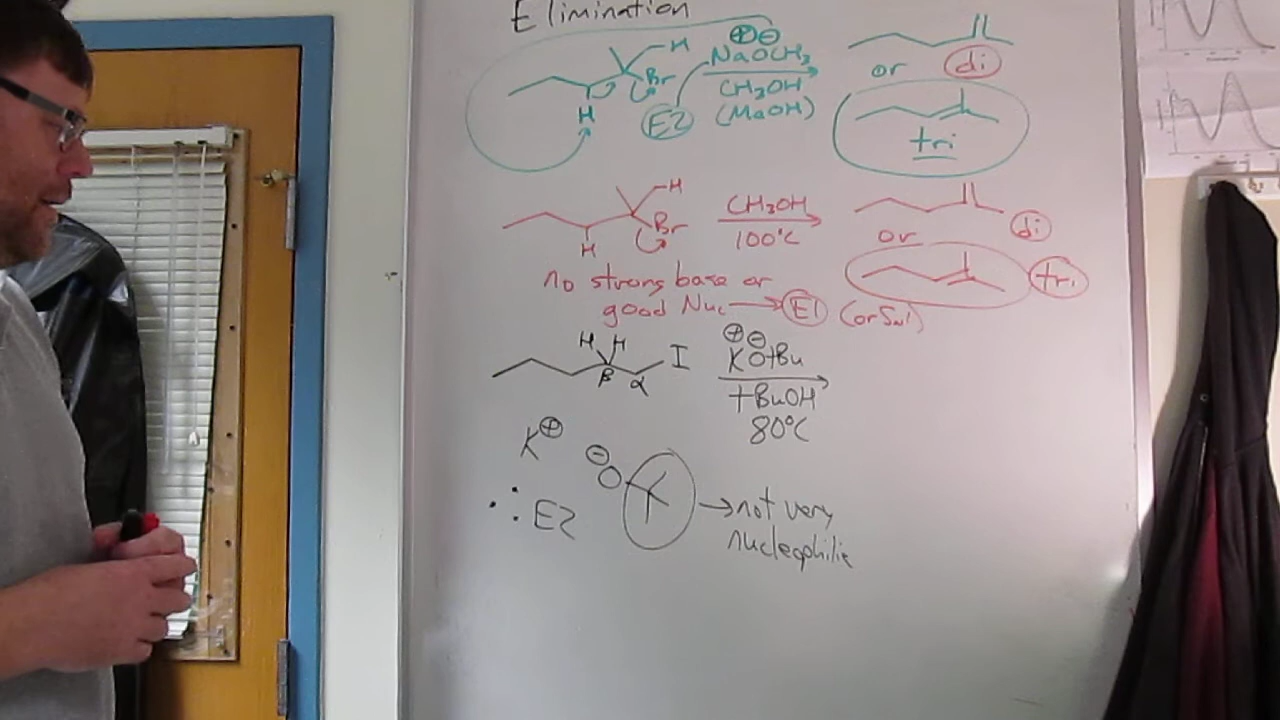 Elimination
H
Br
H
E2
⊕ ⊖
NaOCH3
CH3OH
(MaOH)
or di
tri
H
Br
H
CH3OH
100°C
or di
tri
no strong base or
good Nuc → E1 (or SN1)
H H
I
β α
⊕ ⊖
KOtBu
tBuOH
80°C
K⊕
⊖
O
∴ E2
→ not very
nucleophilic